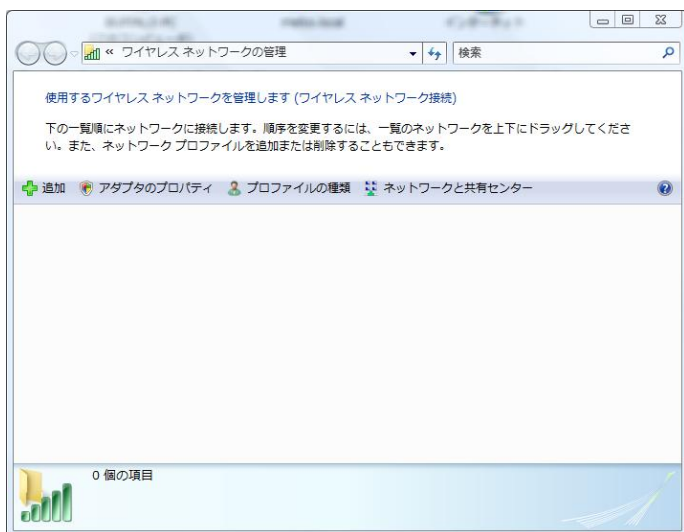 « ワイヤレス ネットワークの管理
検索
使用するワイヤレス ネットワークを管理します (ワイヤレス ネットワーク接続)
下の一覧順にネットワークに接続します。順序を変更するには、一覧のネットワークを上下にドラッグしてくださ
い。また、ネットワーク プロファイルを追加または削除することもできます。
追加 アダプタのプロパティ プロファイルの種類 ネットワークと共有センター
0 個の項目